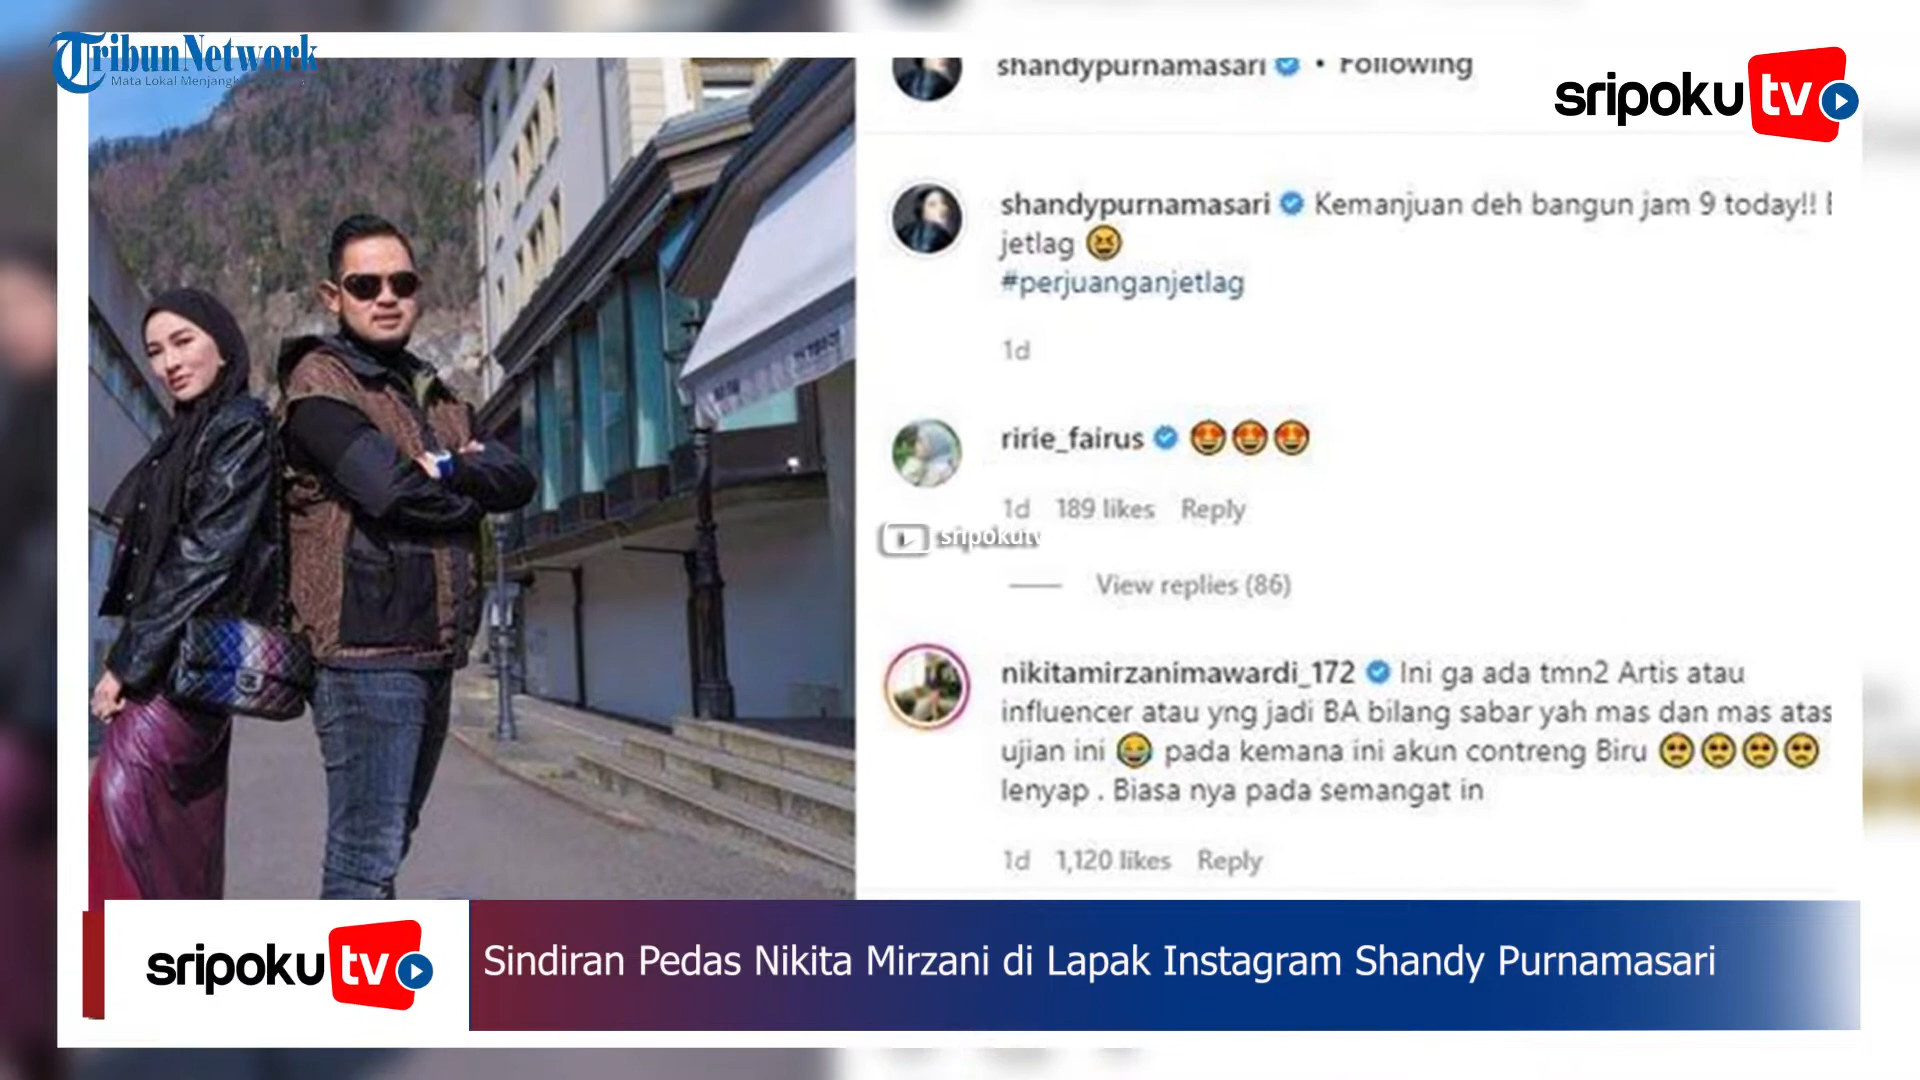 TribunNetwork
Mata Lokal Menjang
sripoku tv
shandypurnamasari • Following
shandypurnamasari Kemanjuan deh bangun jam 9 today!!
jetlag 😆
#perjuanganjetlag
1d
ririe_fairus 🤩🤩🤩
1d 189 likes Reply
sripokutv
View replies (86)
nikitamirzanimawardi_172 Ini ga ada tmn2 Artis atau
influencer atau yng jadi BA bilang sabar yah mas dan mas atas
ujian ini 😂 pada kemana ini akun contreng Biru 🥺🥺🥺🥺
lenyap . Biasa nya pada semangat in
1d 1,120 likes Reply
sripoku tv
Sindiran Pedas Nikita Mirzani di Lapak Instagram Shandy Purnamasari